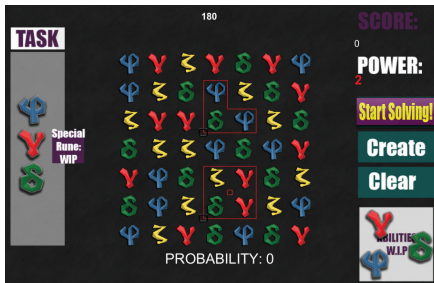 180
SCORE:
0
TASK
POWER:
2
Special
Rune:
WIP
Start Solving!
Create
Clear
ABILITIES
W.I.P
PROBABILITY: 0